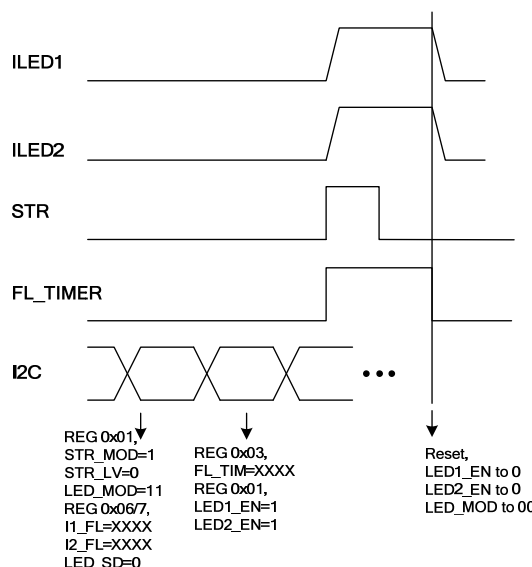 ILED1
ILED2
STR
FL_TIMER
I2C
REG 0x01,
STR_MOD=1
STR_LV=0
LED_MOD=11
REG 0x06/7,
I1_FL=XXXX
I2_FL=XXXX
LED_SD=0
REG 0x03,
FL_TIM=XXXX
REG 0x01,
LED1_EN=1
LED2_EN=1
Reset,
LED1_EN to 0
LED2_EN to 0
LED_MOD to 00